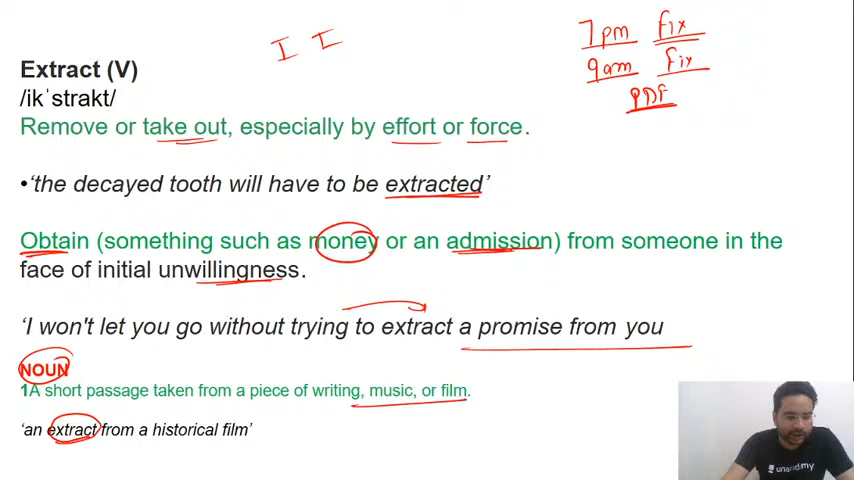 I I
7pm fix
9am fix
PDF
Extract (V)
/ikˈstrakt/
Remove or take out, especially by effort or force.
•‘the decayed tooth will have to be extracted’
Obtain (something such as money or an admission) from someone in the
face of initial unwillingness.
‘I won't let you go without trying to extract a promise from you
NOUN
1A short passage taken from a piece of writing, music, or film.
‘an extract from a historical film’
unacademy